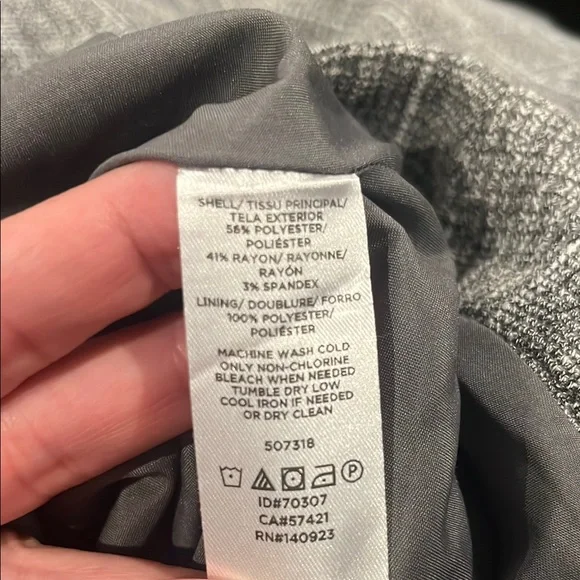 SHELL/ TISSU PRINCIPAL/
TELA EXTERIOR
56% POLYESTER/
POLIÉSTER
41% RAYON/ RAYONNE/
RAYÓN
3% SPANDEX
LINING/ DOUBLURE/ FORRO
100% POLYESTER/
POLIÉSTER
MACHINE WASH COLD
ONLY NON-CHLORINE
BLEACH WHEN NEEDED
TUMBLE DRY LOW
COOL IRON IF NEEDED
OR DRY CLEAN
507318
P
ID#70307
CA#57421
RN#140923